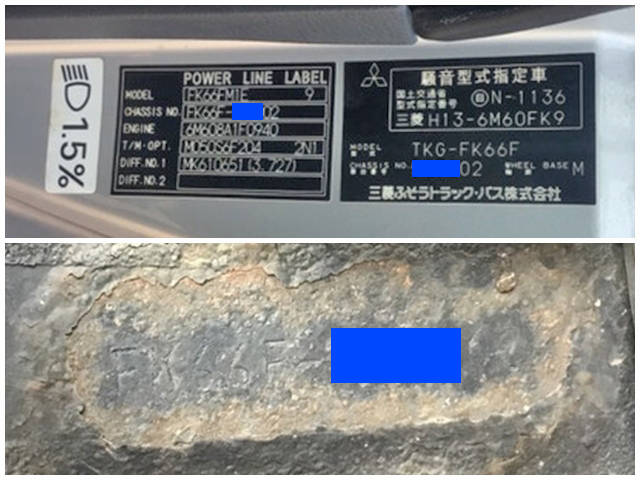 1.5%
POWER LINE LABEL
MODEL FK66FM1F 9
CHASSIS NO. FK66F- 02
ENGINE
T/M·OPT. M050S6F204 2N1
DIFF.NO.1 MK610651(3.727)
DIFF.NO.2
騒音型式指定車
国土交通省
型式指定番号 N-1136
三菱 H13-6M60FK9
MODEL TKG-FK66F
CHASSIS NO. 02 WHEEL BASE M
三菱ふそうトラック・バス株式会社
FK66F-